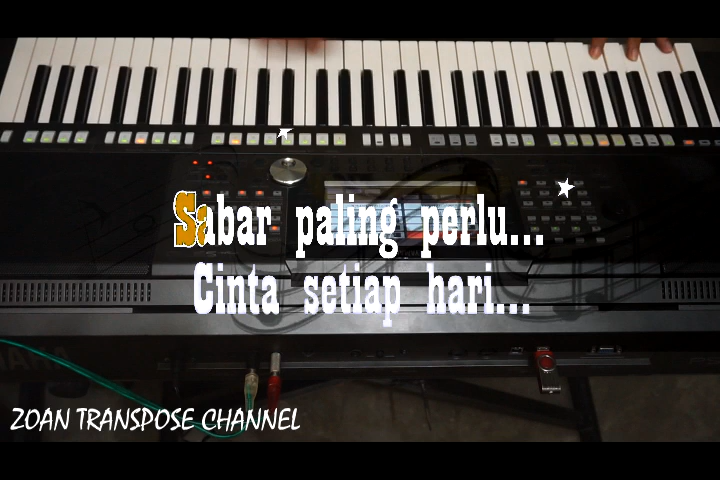 Sabar paling perlu...
Cinta setiap hari...
ZOAN TRANSPOSE CHANNEL